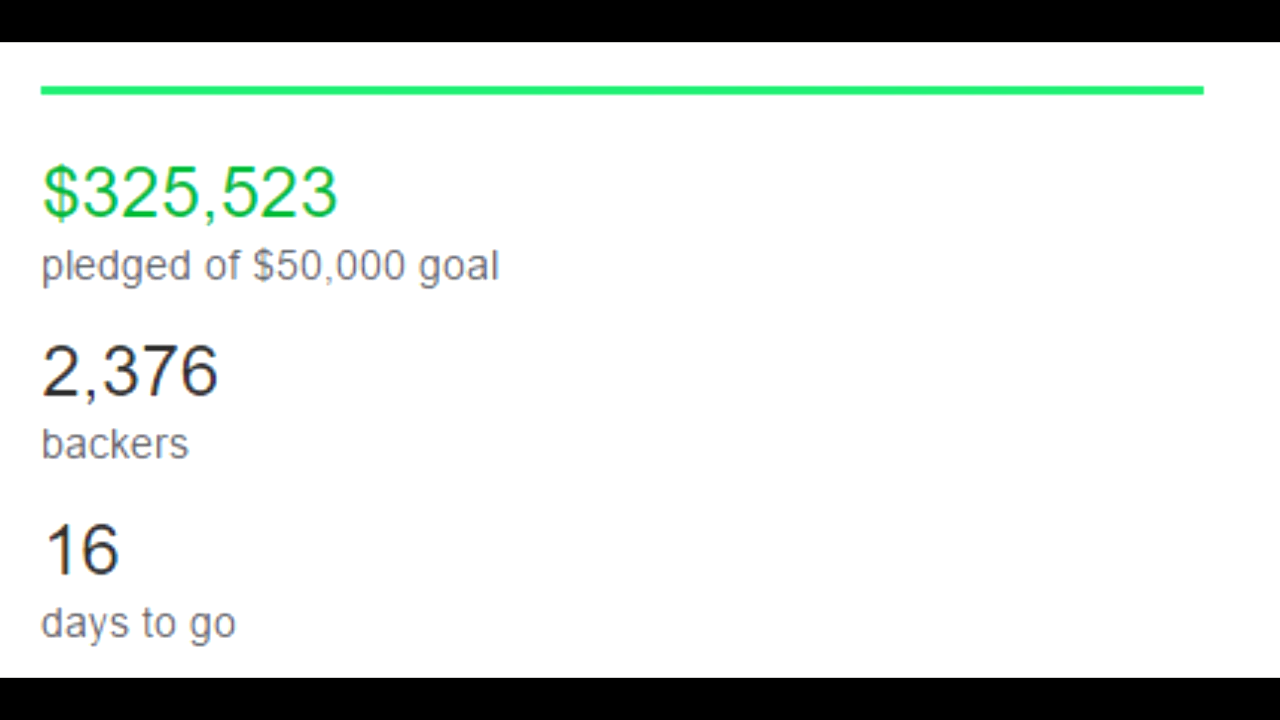 $325,523
pledged of $50,000 goal
2,376
backers
16
days to go